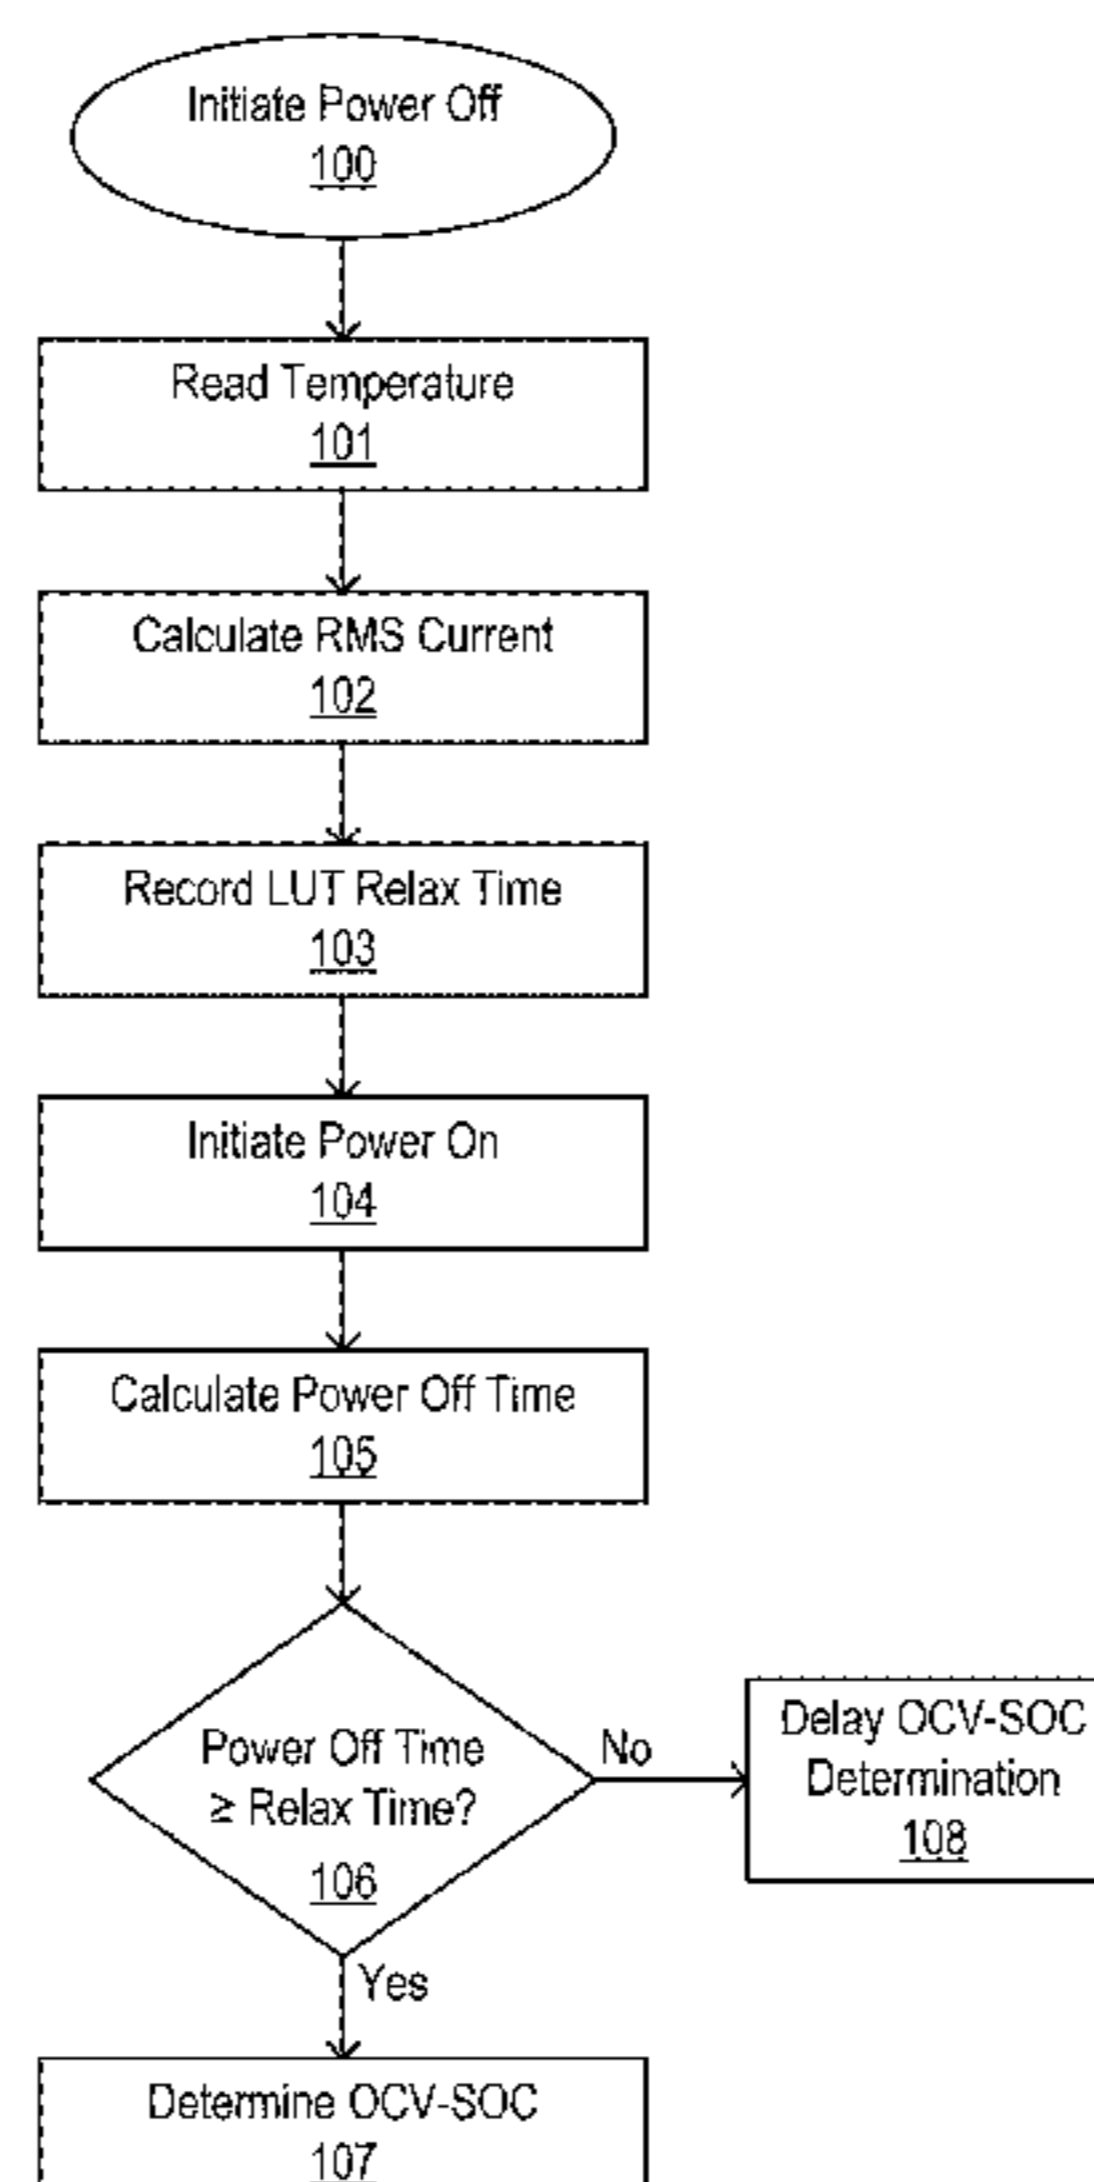 Initiate Power Off
100
Read Temperature
101
Calculate RMS Current
102
Record LUT Relax Time
103
Initiate Power On
104
Calculate Power Off Time
105
Power Off Time
≥ Relax Time?
106
No
Delay OCV-SOC
Determination
108
Yes
Determine OCV-SOC
107